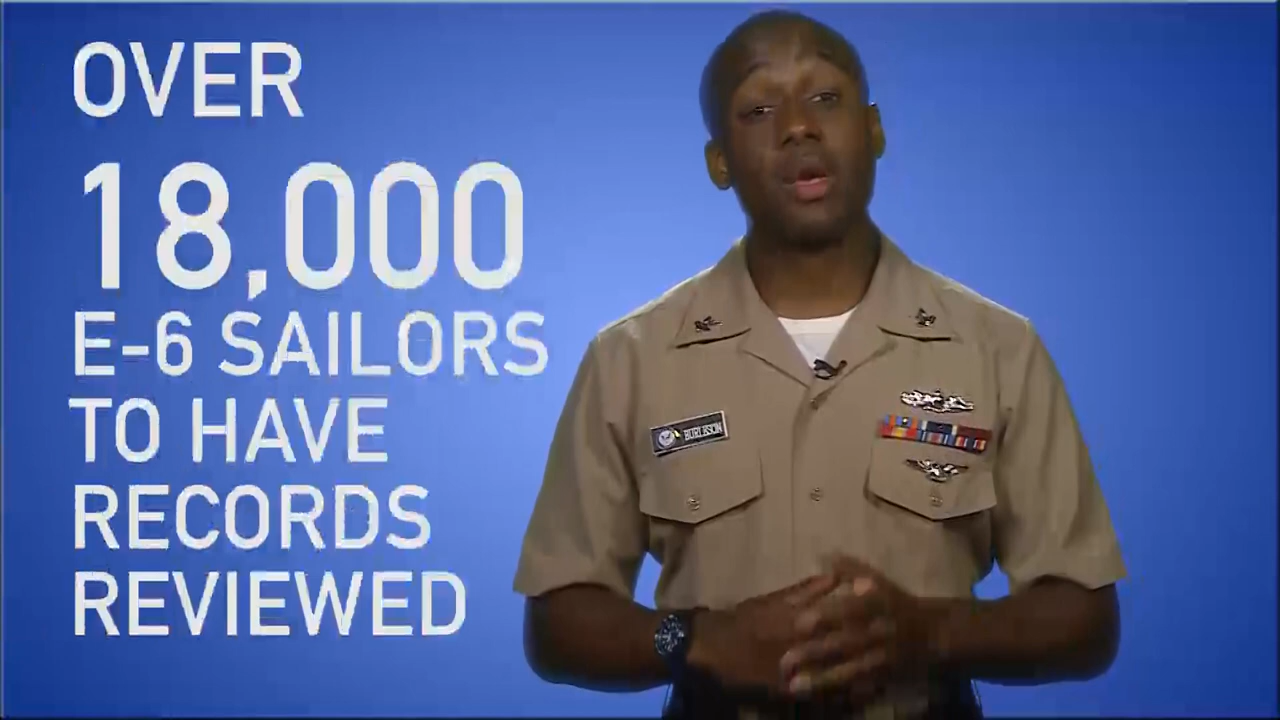 OVER
18,000
E-6 SAILORS
TO HAVE
RECORDS
REVIEWED
BURLESON